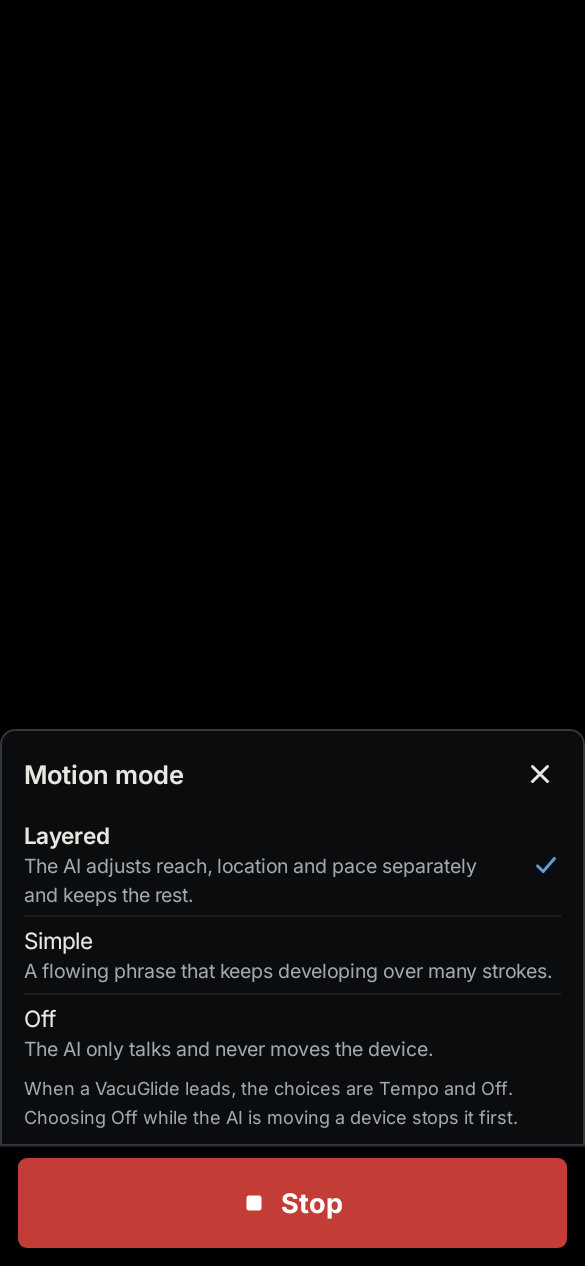 Motion mode
Layered
The AI adjusts reach, location and pace separately
and keeps the rest.
Simple
A flowing phrase that keeps developing over many strokes.
Off
The AI only talks and never moves the device.
When a VacuGlide leads, the choices are Tempo and Off.
Choosing Off while the AI is moving a device stops it first.
Stop